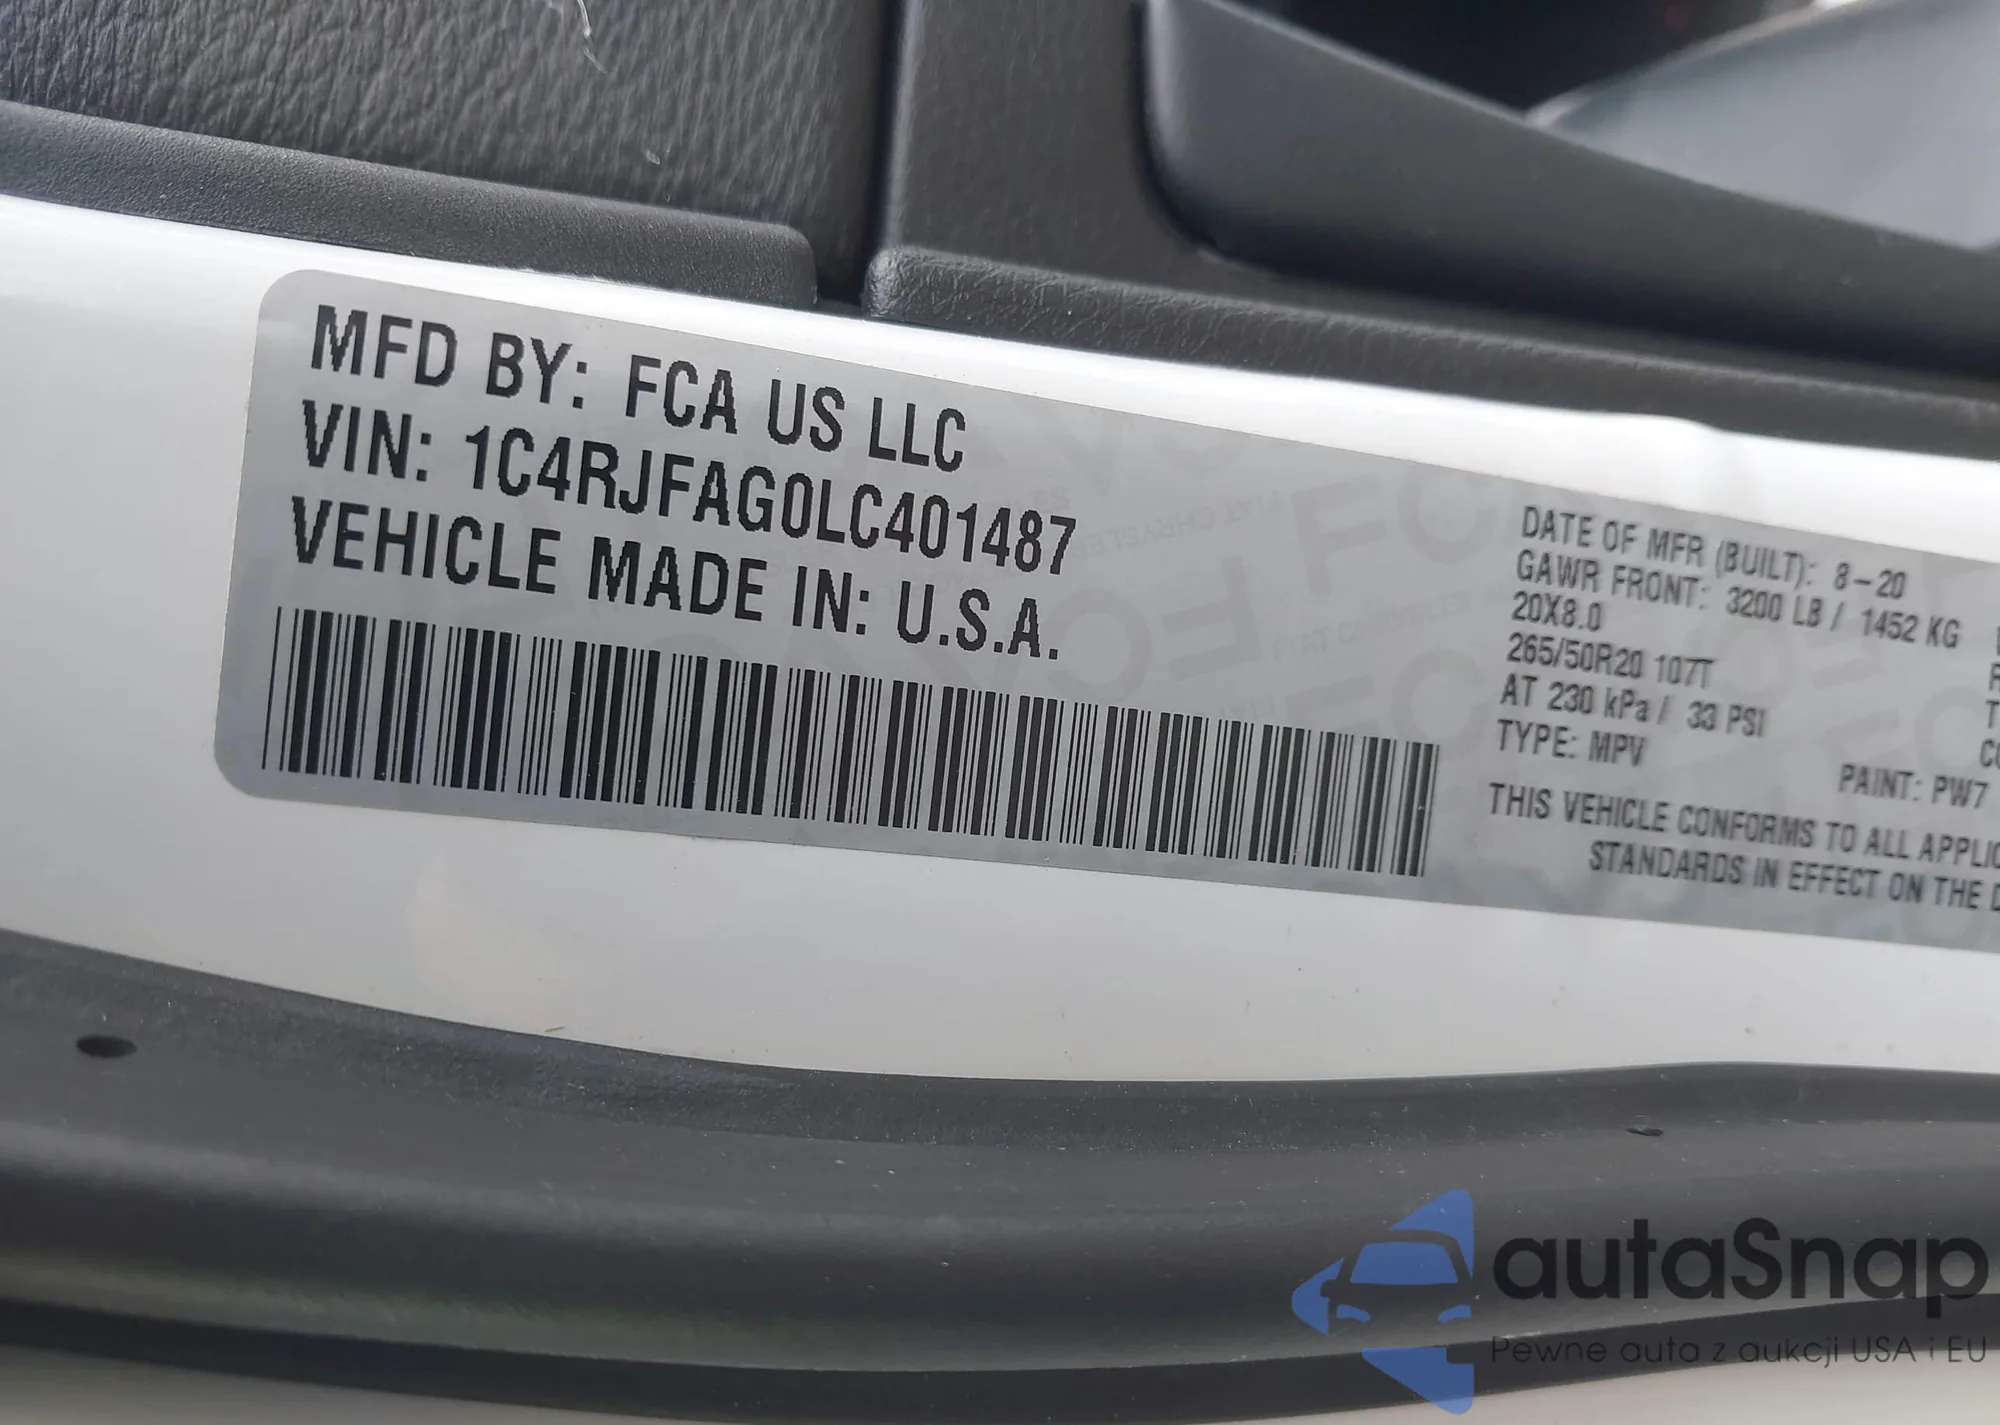 MFD BY: FCA US LLC
VIN: 1C4RJFAG0LC401487
VEHICLE MADE IN: U.S.A.
DATE OF MFR (BUILT): 8-20
GAWR FRONT: 3200 LB / 1452 KG
20X8.0
265/50R20 107T
AT 230 kPa / 33 PSI
TYPE: MPV
PAINT: PW7
THIS VEHICLE CONFORMS TO ALL APPLIC
STANDARDS IN EFFECT ON THE D
autaSnap
Pewne auta z aukcji USA i EU